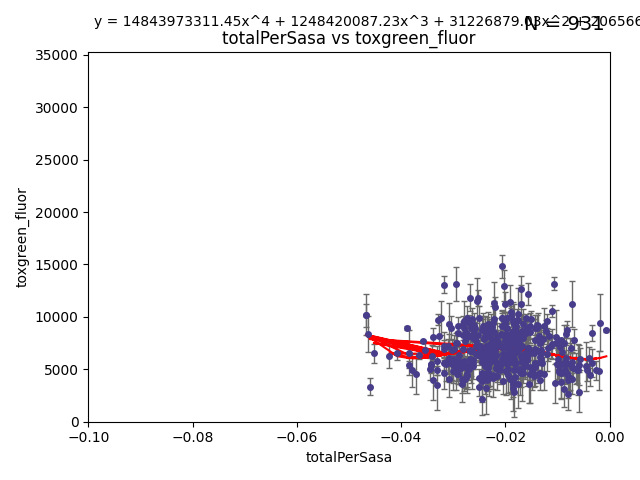 y = 14843973311.45x^4 + 1248420087.23x^3 + 31226879.
N = 931
totalPerSasa vs toxgreen_fluor
35000
30000
25000
20000
15000
10000
5000
0
toxgreen_fluor
−0.10
−0.08
−0.06
−0.04
−0.02
0.00
totalPerSasa